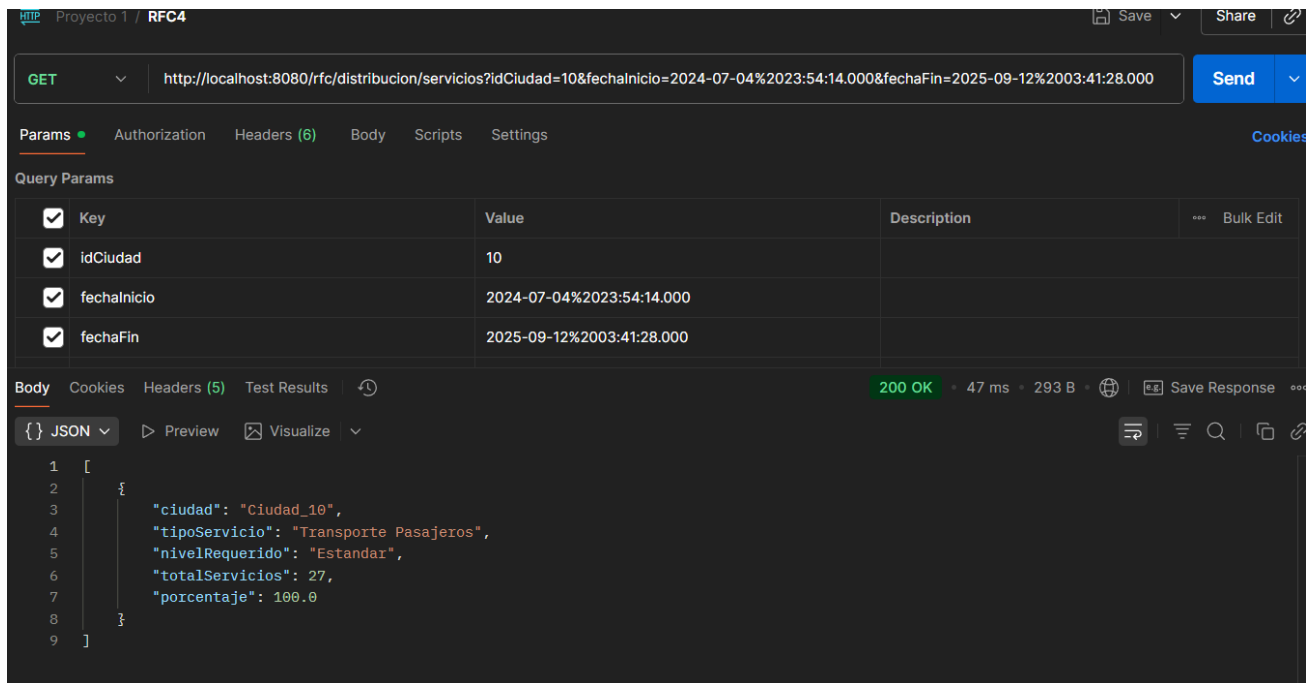 HTTP Proyecto 1 / RFC4 Save Share
GET http://localhost:8080/rfc/distribucion/servicios?idCiudad=10&fechaInicio=2024-07-04%2023:54:14.000&fechaFin=2025-09-12%2003:41:28.000 Send
Params Authorization Headers (6) Body Scripts Settings Cookies
Query Params
Key Value Description Bulk Edit
idCiudad 10
fechaInicio 2024-07-04%2023:54:14.000
fechaFin 2025-09-12%2003:41:28.000
Body Cookies Headers (5) Test Results 200 OK 47 ms 293 B e.g. Save Response
{} JSON Preview Visualize
1 [
2 {
3 "ciudad": "Ciudad_10",
4 "tipoServicio": "Transporte Pasajeros",
5 "nivelRequerido": "Estandar",
6 "totalServicios": 27,
7 "porcentaje": 100.0
8 }
9 ]